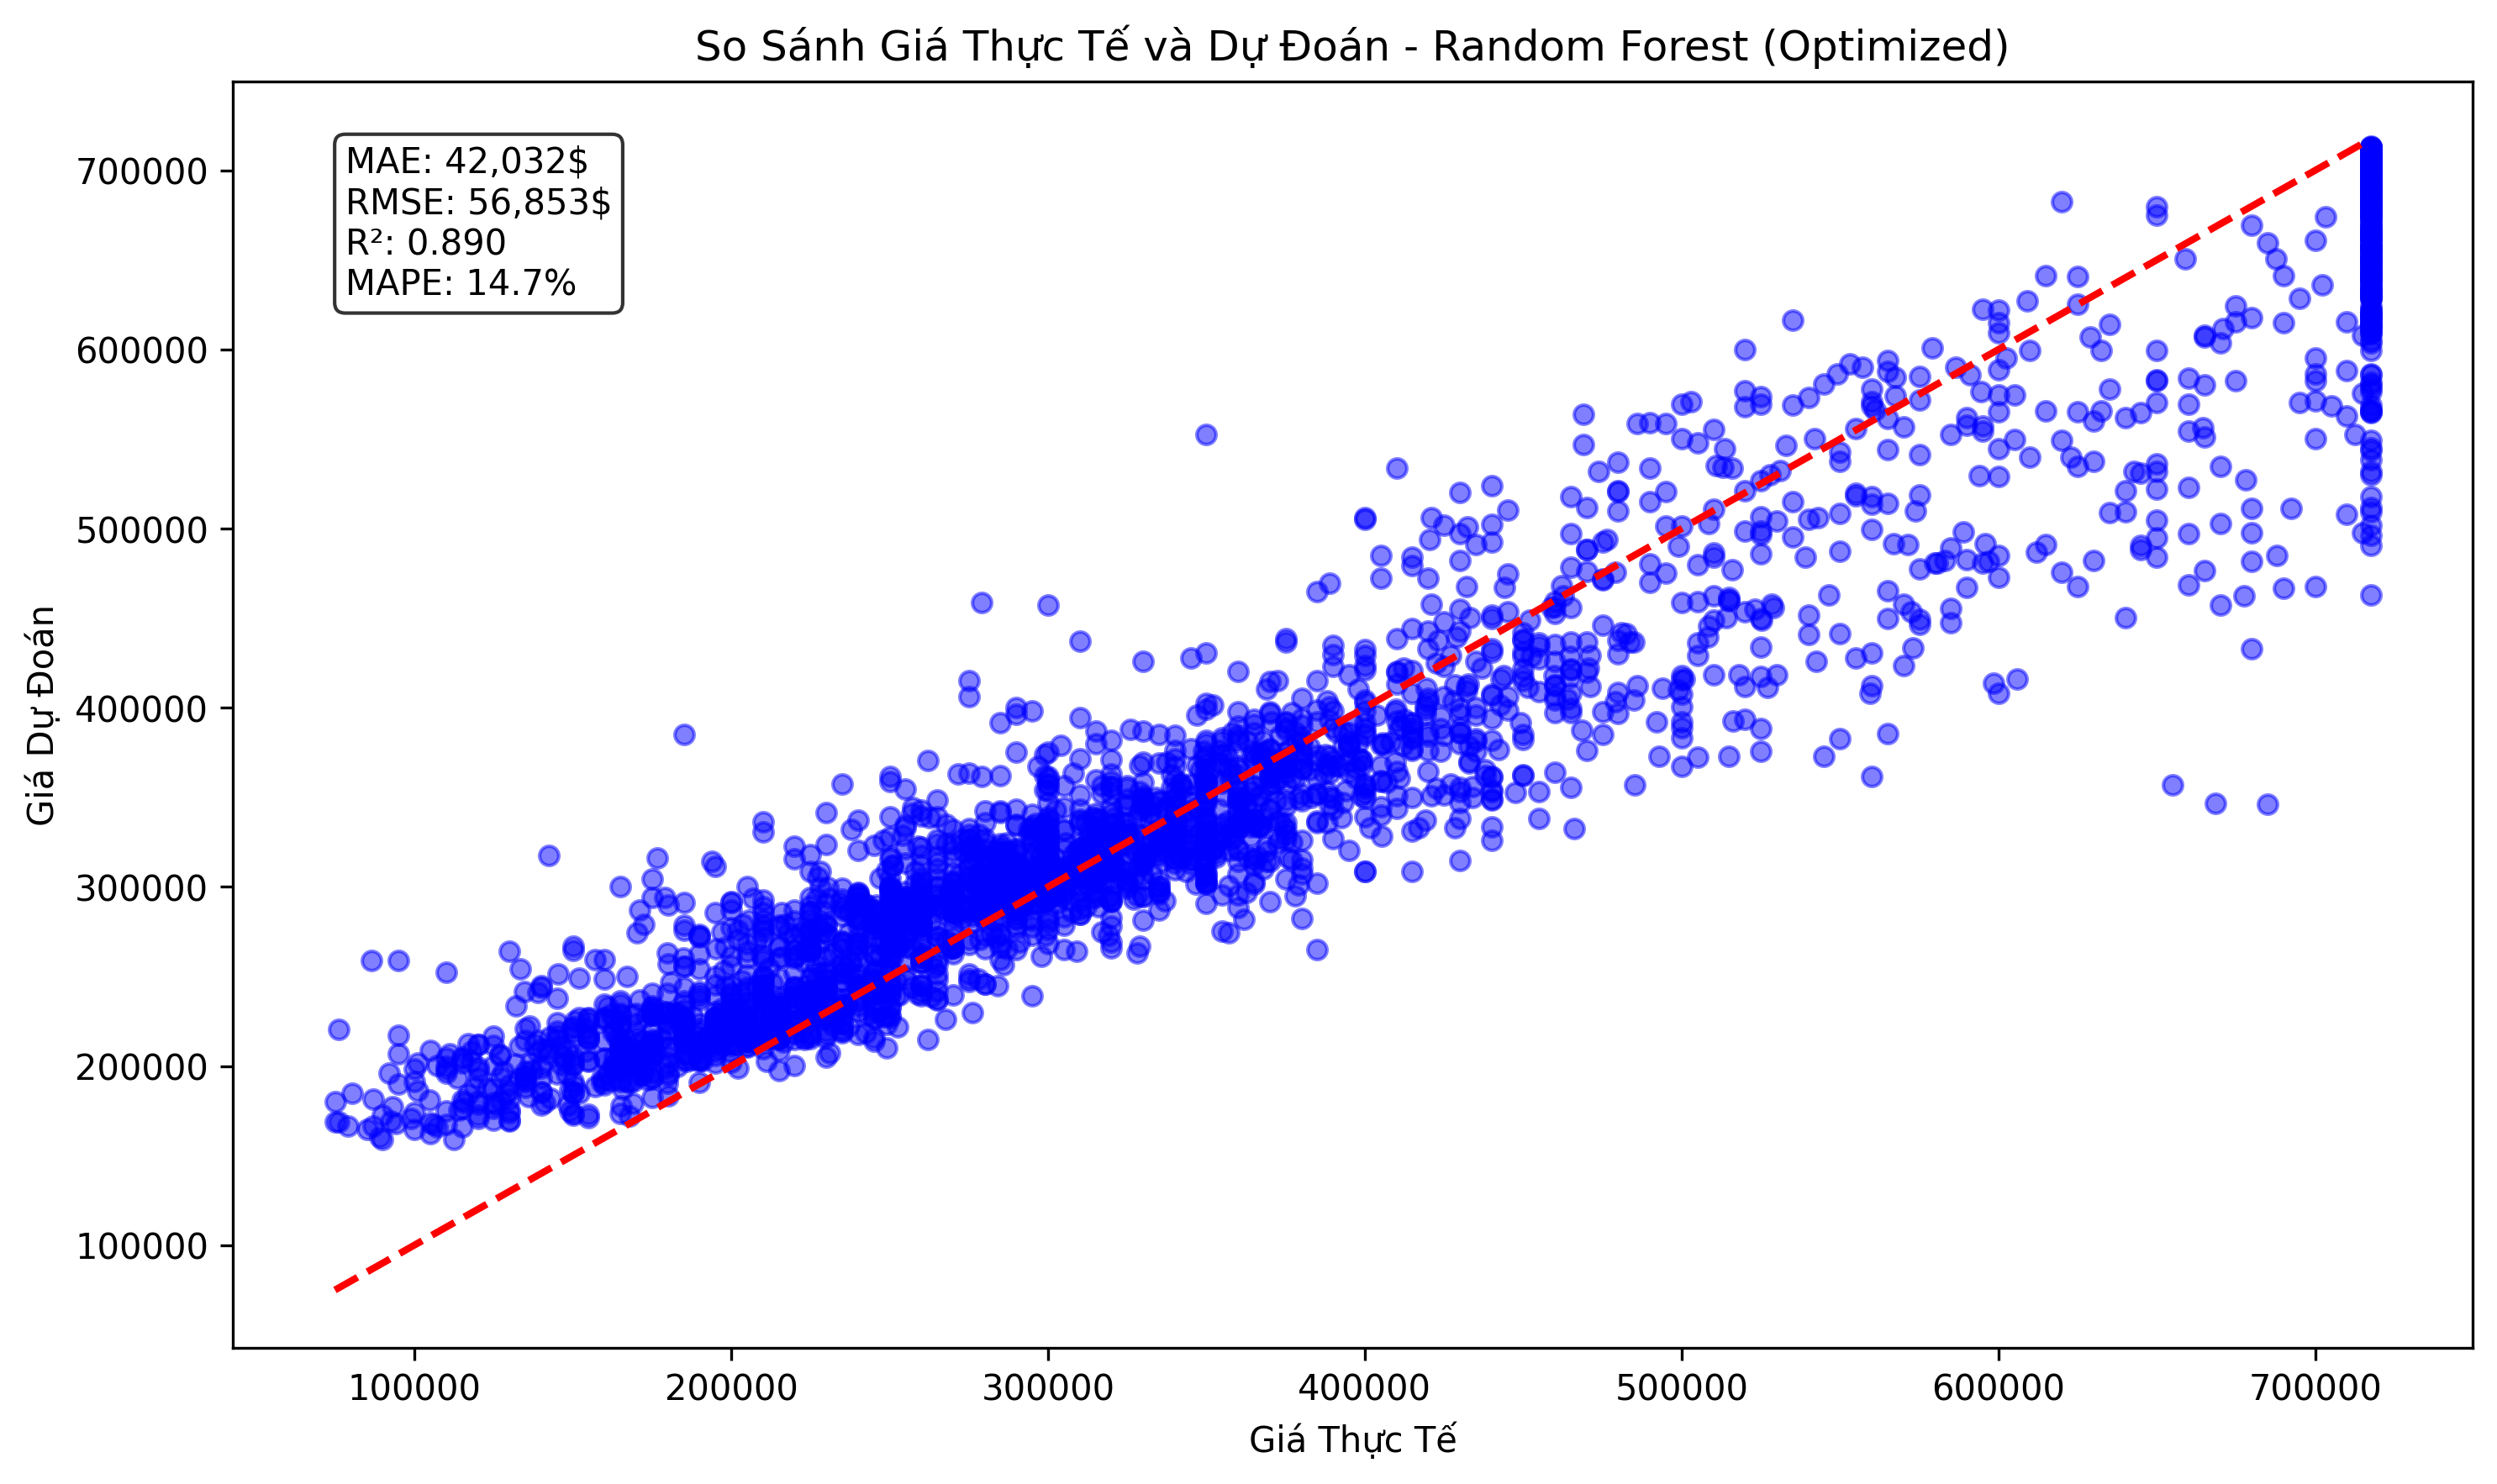 So Sánh Giá Thực Tế và Dự Đoán - Random Forest (Optimized)
MAE: 42,032$
RMSE: 56,853$
R²: 0.890
MAPE: 14.7%
Giá Dự Đoán
700000
600000
500000
400000
300000
200000
100000
100000 200000 300000 400000 500000 600000 700000
Giá Thực Tế